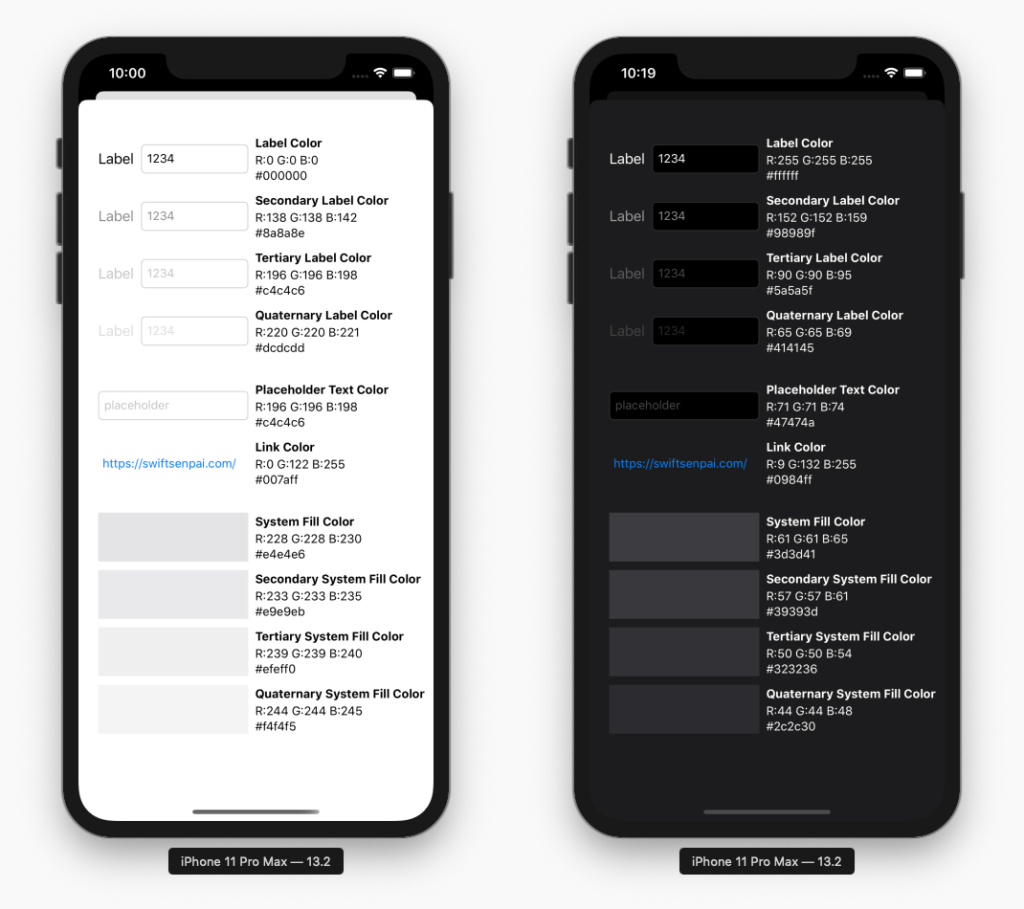 10:00
Label 1234
Label Color
R:0 G:0 B:0
#000000
Label 1234
Secondary Label Color
R:138 G:138 B:142
#8a8a8e
Label 1234
Tertiary Label Color
R:196 G:196 B:198
#c4c4c6
Label 1234
Quaternary Label Color
R:220 G:220 B:221
#dcdcdd
placeholder
Placeholder Text Color
R:196 G:196 B:198
#c4c4c6
https://swiftsenpai.com/
Link Color
R:0 G:122 B:255
#007aff
System Fill Color
R:228 G:228 B:230
#e4e4e6
Secondary System Fill Color
R:233 G:233 B:235
#e9e9eb
Tertiary System Fill Color
R:239 G:239 B:240
#efeff0
Quaternary System Fill Color
R:244 G:244 B:245
#f4f4f5
iPhone 11 Pro Max — 13.2
10:19
Label 1234
Label Color
R:255 G:255 B:255
#ffffff
Label 1234
Secondary Label Color
R:152 G:152 B:159
#98989f
Label 1234
Tertiary Label Color
R:90 G:90 B:95
#5a5a5f
Label 1234
Quaternary Label Color
R:65 G:65 B:69
#414145
placeholder
Placeholder Text Color
R:71 G:71 B:74
#47474a
https://swiftsenpai.com/
Link Color
R:9 G:132 B:255
#0984ff
System Fill Color
R:61 G:61 B:65
#3d3d41
Secondary System Fill Color
R:57 G:57 B:61
#39393d
Tertiary System Fill Color
R:50 G:50 B:54
#323236
Quaternary System Fill Color
R:44 G:44 B:48
#2c2c30
iPhone 11 Pro Max — 13.2